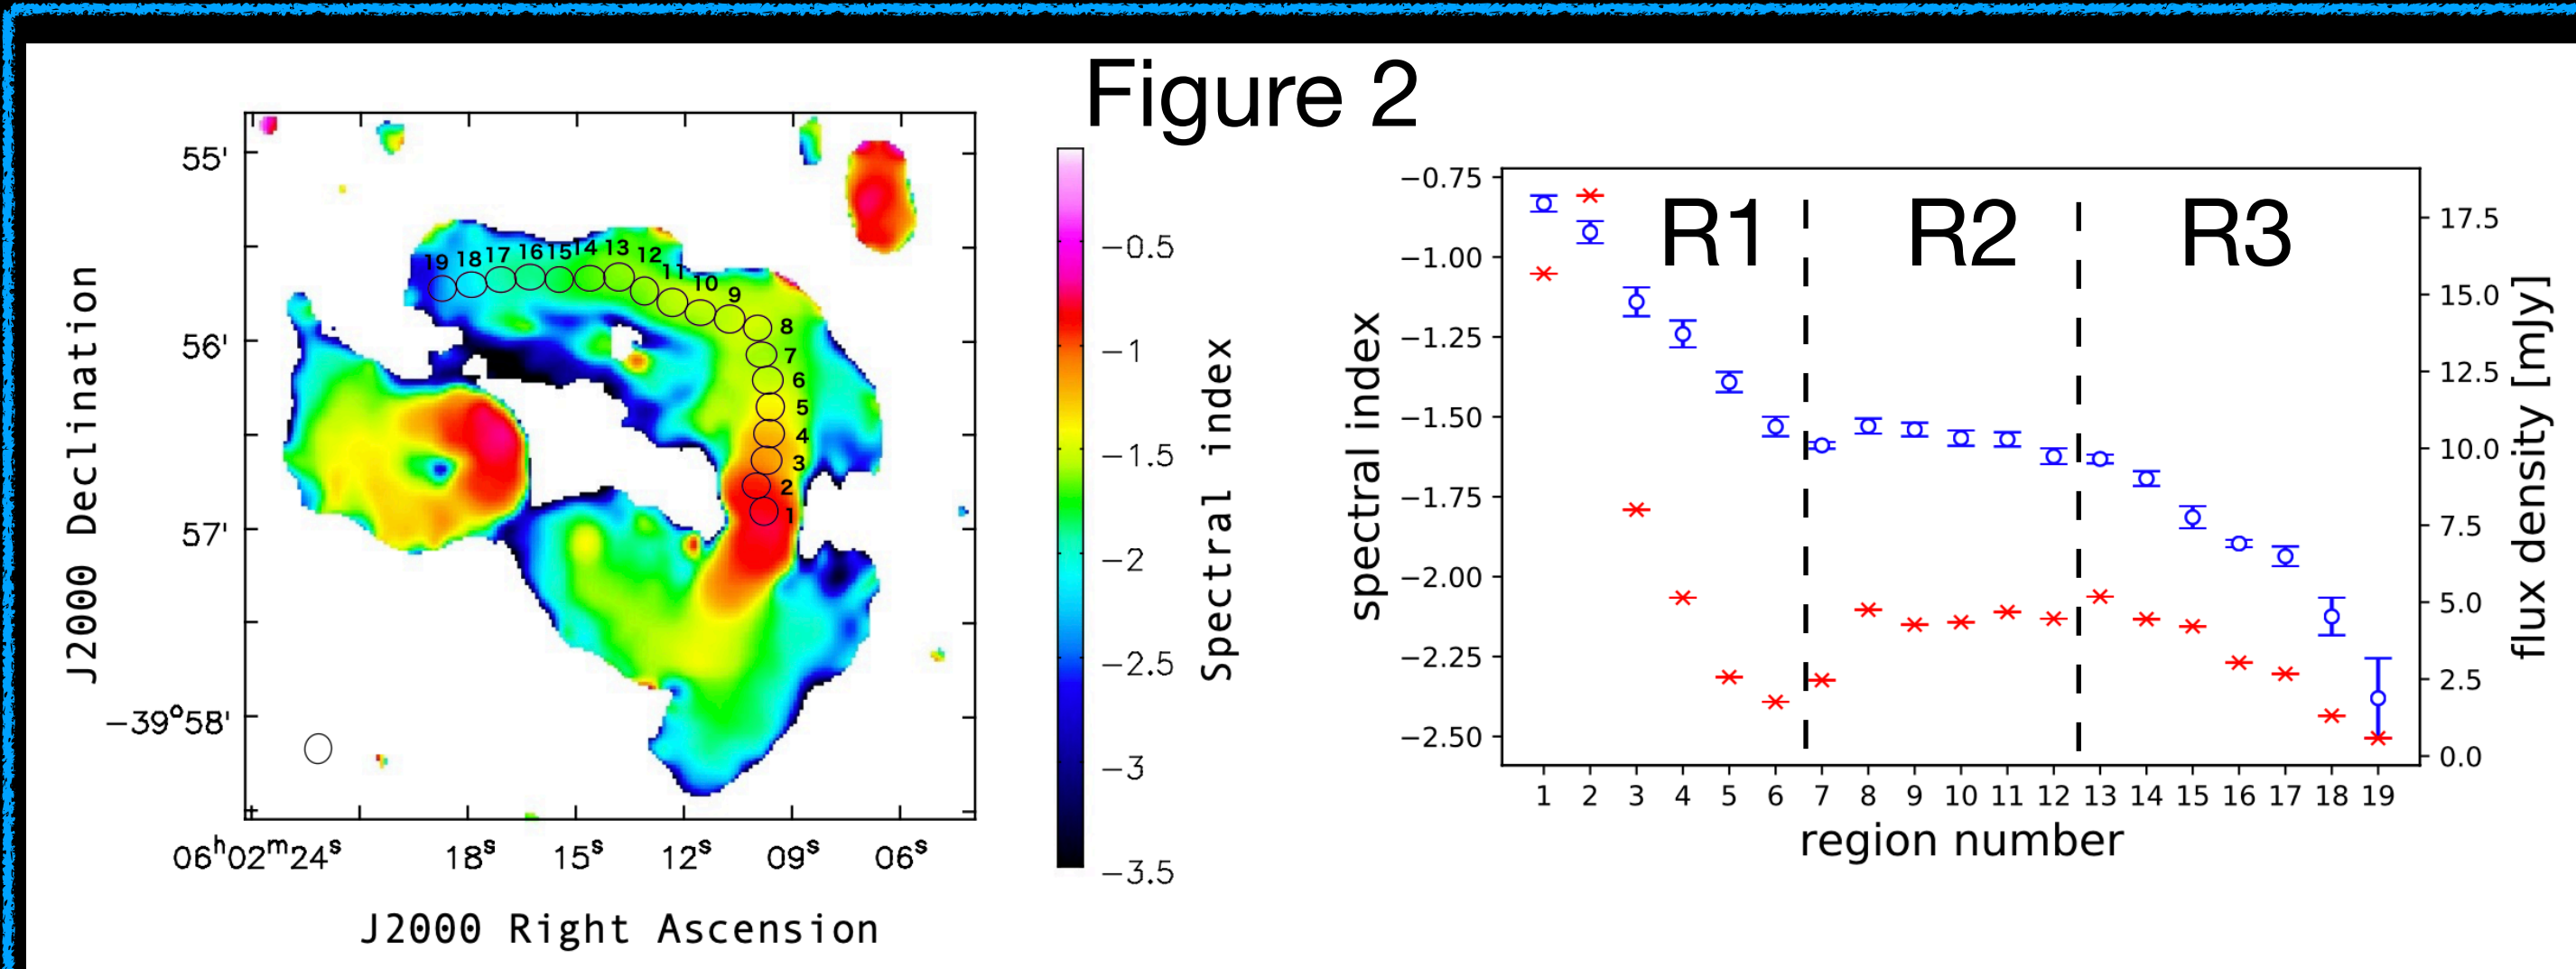 Figure 2
55'
56'
57'
−39°58'
J2000 Declination
06ʰ02ᵐ24ˢ 18ˢ 15ˢ 12ˢ 09ˢ 06ˢ
J2000 Right Ascension
19 18 17 16 15 14 13 12 11 10 9 8 7 6 5 4 3 2 1
−0.5
−1
−1.5
−2
−2.5
−3
−3.5
Spectral index
R1 R2 R3
−0.75
−1.00
−1.25
−1.50
−1.75
−2.00
−2.25
−2.50
spectral index
17.5
15.0
12.5
10.0
7.5
5.0
2.5
0.0
flux density [mJy]
1 2 3 4 5 6 7 8 9 10 11 12 13 14 15 16 17 18 19
region number